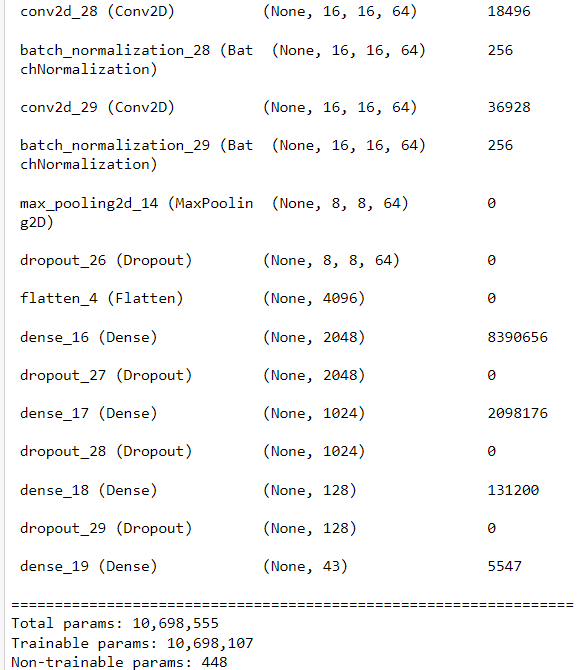 conv2d_28 (Conv2D) (None, 16, 16, 64) 18496
batch_normalization_28 (Bat (None, 16, 16, 64) 256
chNormalization)
conv2d_29 (Conv2D) (None, 16, 16, 64) 36928
batch_normalization_29 (Bat (None, 16, 16, 64) 256
chNormalization)
max_pooling2d_14 (MaxPoolin (None, 8, 8, 64) 0
g2D)
dropout_26 (Dropout) (None, 8, 8, 64) 0
flatten_4 (Flatten) (None, 4096) 0
dense_16 (Dense) (None, 2048) 8390656
dropout_27 (Dropout) (None, 2048) 0
dense_17 (Dense) (None, 1024) 2098176
dropout_28 (Dropout) (None, 1024) 0
dense_18 (Dense) (None, 128) 131200
dropout_29 (Dropout) (None, 128) 0
dense_19 (Dense) (None, 43) 5547
=================================================================
Total params: 10,698,555
Trainable params: 10,698,107
Non-trainable params: 448